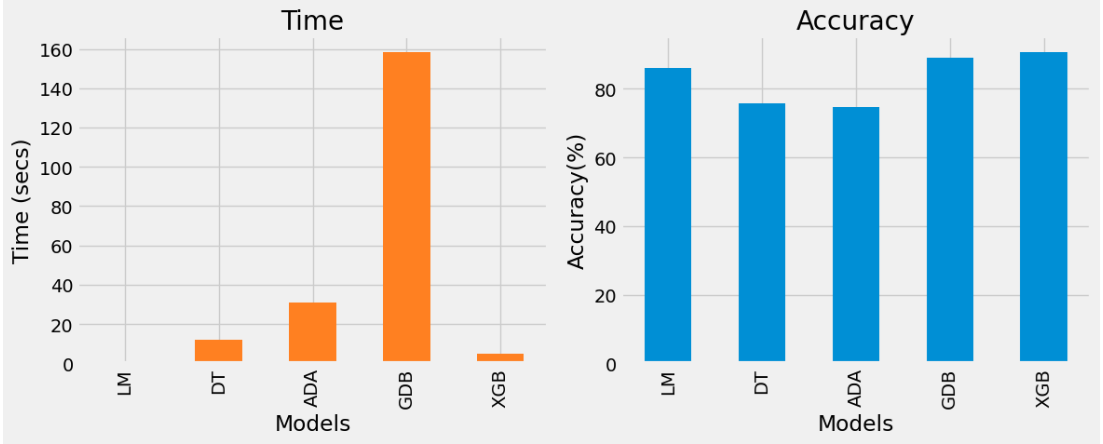 Time
160
140
120
100
80
60
40
20
0
Time (secs)
LM
DT
ADA
GDB
XGB
Models
Accuracy
80
60
40
20
0
Accuracy(%)
LM
DT
ADA
GDB
XGB
Models